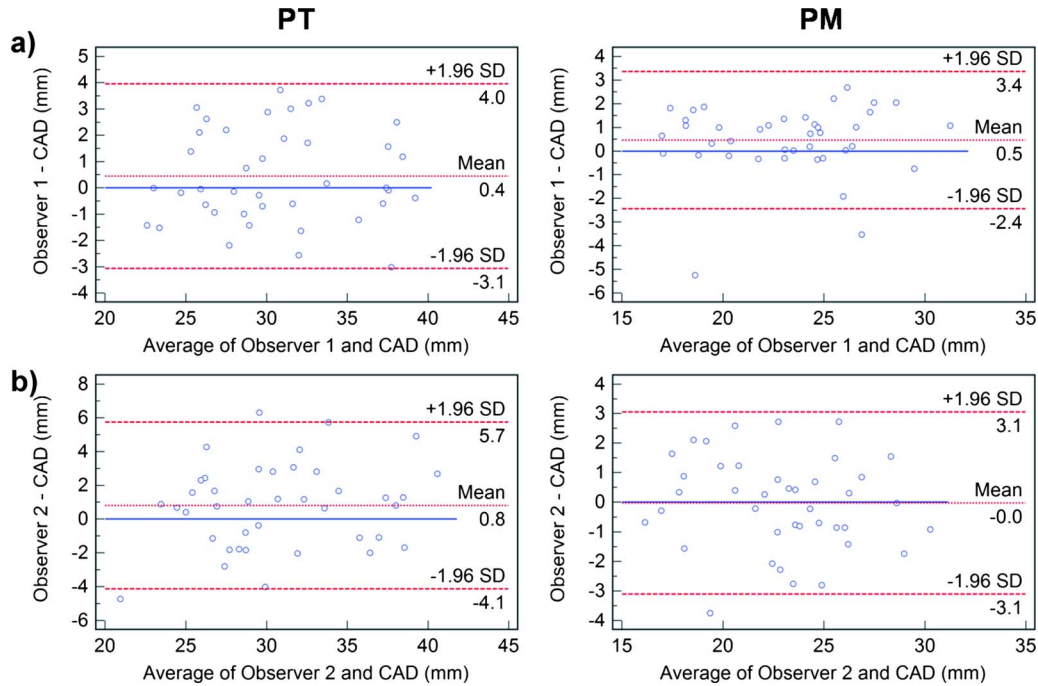 PT
PM
a)
5
4
3
2
1
0
-1
-2
-3
-4
Observer 1 - CAD (mm)
+1.96 SD
4.0
Mean
0.4
-1.96 SD
-3.1
20 25 30 35 40 45
Average of Observer 1 and CAD (mm)
4
3
2
1
0
-1
-2
-3
-4
-5
-6
Observer 1 - CAD (mm)
+1.96 SD
3.4
Mean
0.5
-1.96 SD
-2.4
15 20 25 30 35
Average of Observer 1 and CAD (mm)
b)
8
6
4
2
0
-2
-4
-6
Observer 2 - CAD (mm)
+1.96 SD
5.7
Mean
0.8
-1.96 SD
-4.1
20 25 30 35 40 45
Average of Observer 2 and CAD (mm)
4
3
2
1
0
-1
-2
-3
-4
Observer 2 - CAD (mm)
+1.96 SD
3.1
Mean
-0.0
-1.96 SD
-3.1
15 20 25 30 35
Average of Observer 2 and CAD (mm)